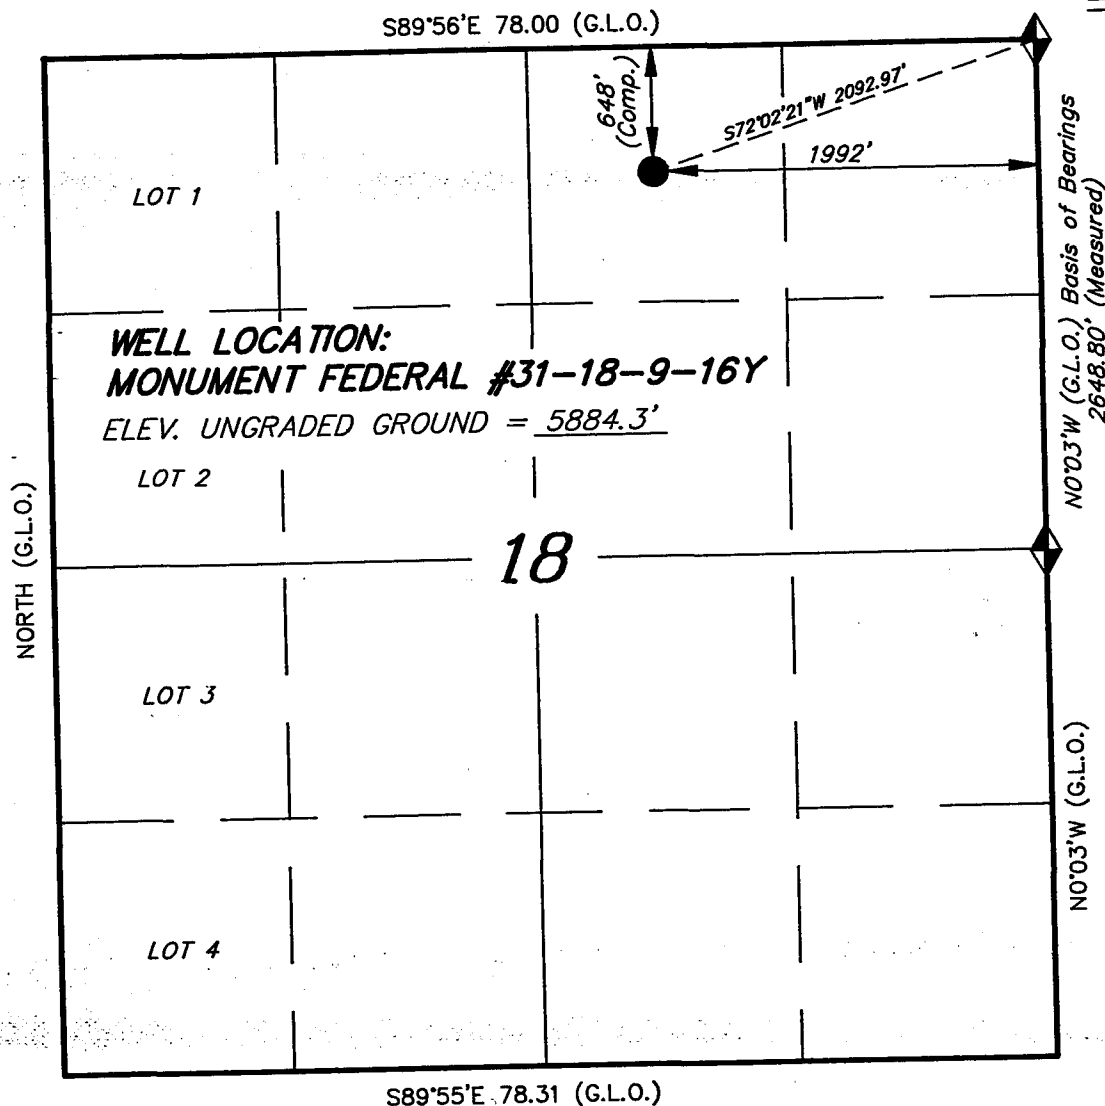 S89°56'E 78.00 (G.L.O.)
648'
(Comp.)
S72°02'21"W 2092.97'
1992'
LOT 1
N0°03'W (G.L.O.) Basis of Bearings
2648.80' (Measured)
WELL LOCATION:
MONUMENT FEDERAL #31-18-9-16Y
ELEV. UNGRADED GROUND = 5884.3'
LOT 2
NORTH (G.L.O.)
18
LOT 3
N0°03'W (G.L.O.)
LOT 4
S89°55'E 78.31 (G.L.O.)